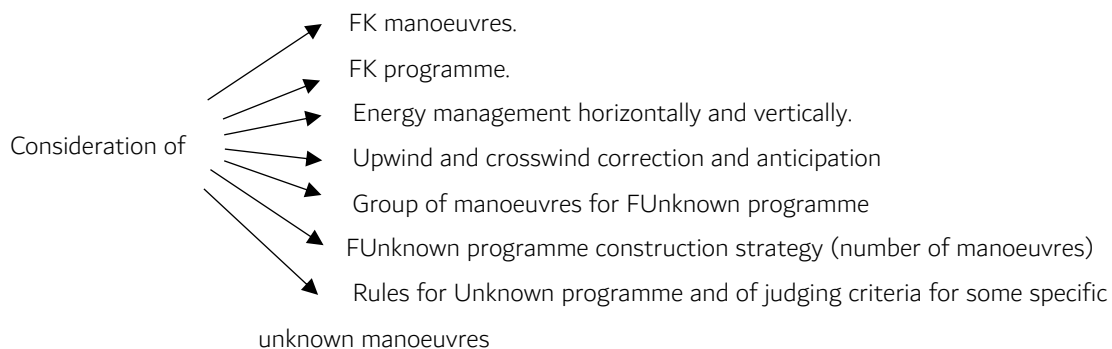 FK manoeuvres.
FK programme.
Energy management horizontally and vertically.
Consideration of
Upwind and crosswind correction and anticipation
Group of manoeuvres for FUnknown programme
FUnknown programme construction strategy (number of manoeuvres)
Rules for Unknown programme and of judging criteria for some specific
unknown manoeuvres